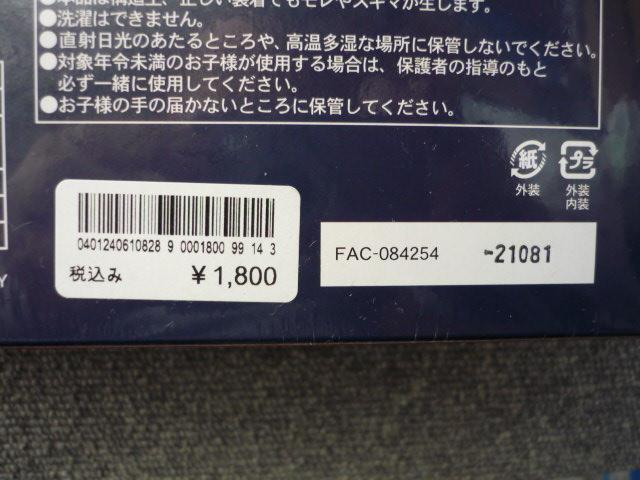 ●本品は構造上、正しい装着でもモレやスキマが生じます。
●洗濯はできません。
●直射日光のあたるところや、高温多湿な場所に保管しないでください。
●対象年令未満のお子様が使用する場合は、保護者の指導のもと
必ず一緒に使用してください。
●お子様の手の届かないところに保管してください。
紙
外装
プラ
外装
内装
0401240610828 9 0001800 99 14 3
税込み ¥1,800
FAC-084254 -21081
Y